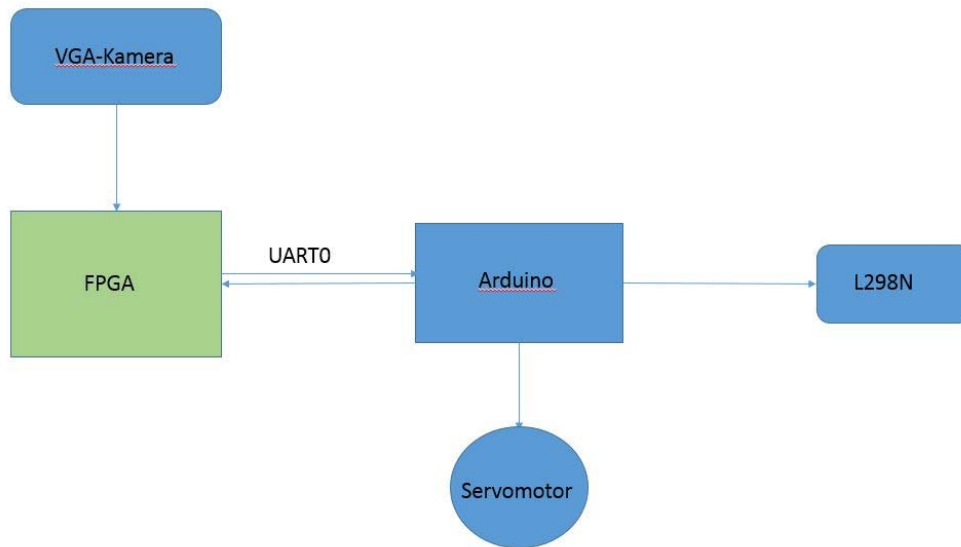 VGA-Kamera
UART0
FPGA
Arduino
L298N
Servomotor